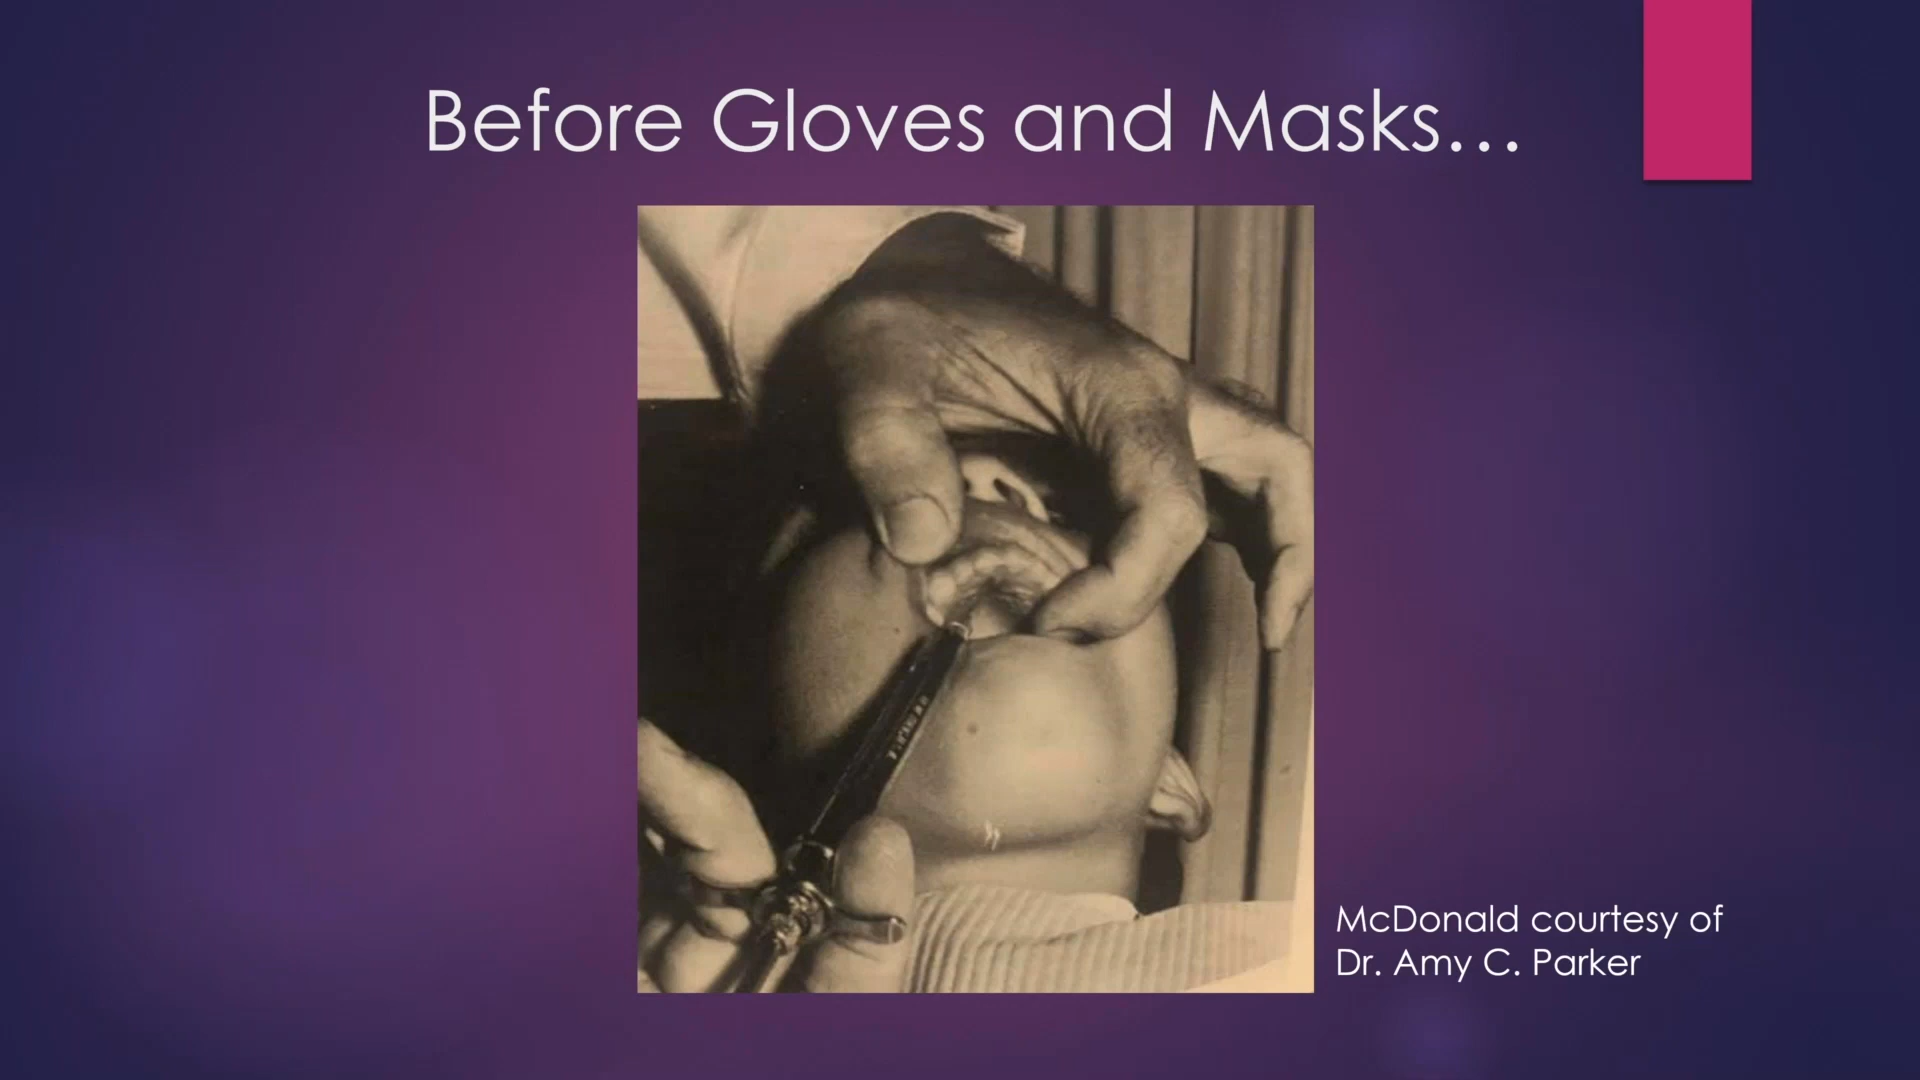 Before Gloves and Masks...
McDonald courtesy of
Dr. Amy C. Parker